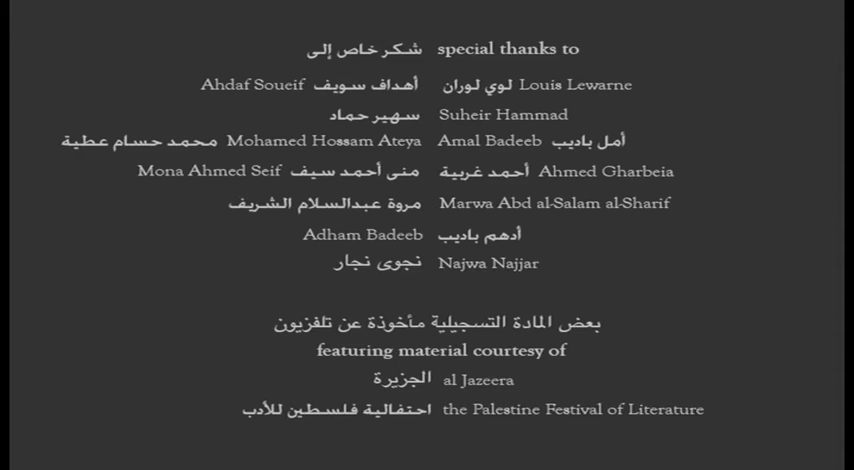 شكر خاص إلى special thanks to
Ahdaf Soueif أهداف سويف لوي لوران Louis Lewarne
سهير حماد Suheir Hammad
محمد حسام عطية Mohamed Hossam Ateya Amal Badeeb أمل باديب
Mona Ahmed Seif منى أحمد سيف أحمد غربية Ahmed Gharbeia
مروة عبدالسلام الشريف Marwa Abd al-Salam al-Sharif
Adham Badeeb أدهم باديب
نجوى نجار Najwa Najjar
بعض المادة التسجيلية مأخوذة عن تلفزيون
featuring material courtesy of
الجزيرة al Jazeera
احتفالية فلسطين للأدب the Palestine Festival of Literature